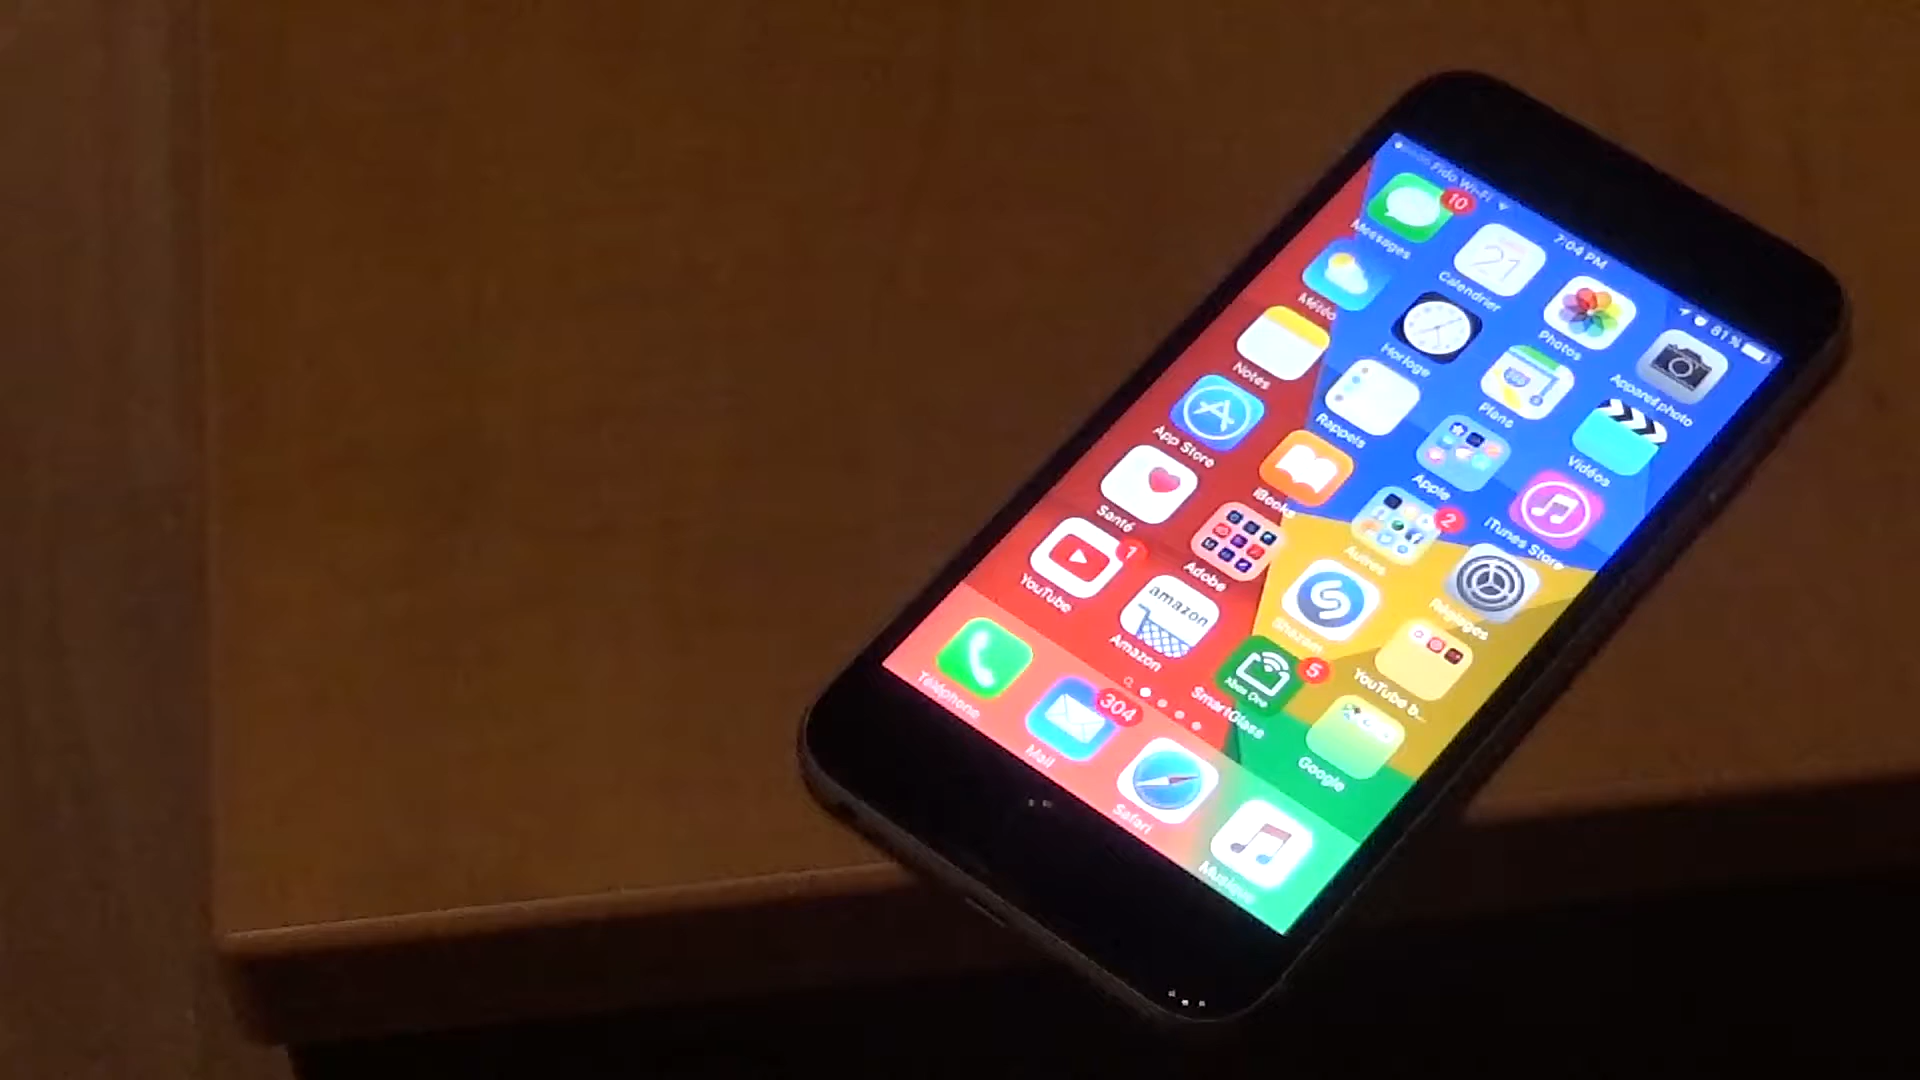 Fido Wi-Fi
7:04 PM
81 %
10
Messages
21
Calendrier
Photos
Appareil photo
Météo
Horloge
Plans
Vidéos
Notes
Rappels
Apple
iTunes Store
App Store
iBooks
2
Autres
Réglages
Santé
Adobe
Shazam
YouTube b...
1
YouTube
amazon
Amazon
Xbox One
5
SmartGlass
Google
Téléphone
304
Mail
Safari
Musique